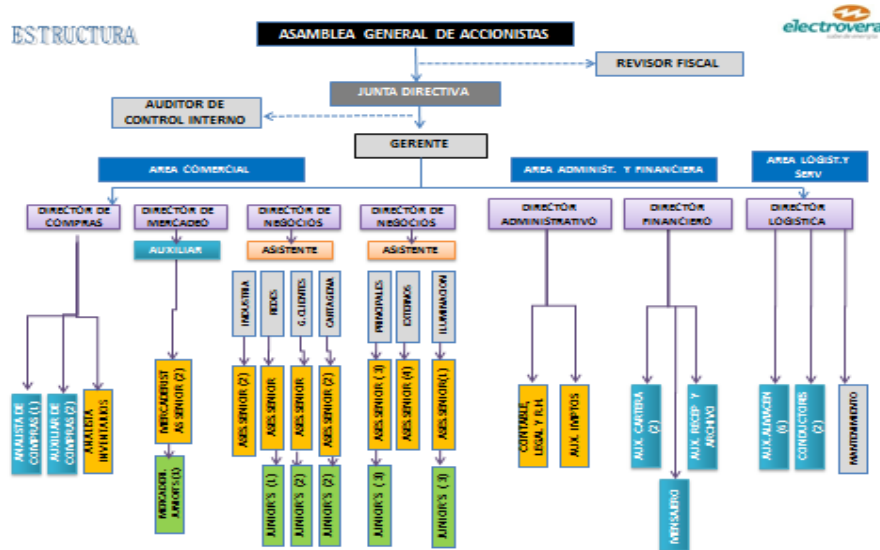 ESTRUCTURA
ASAMBLEA GENERAL DE ACCIONISTAS
electrovera
REVISOR FISCAL
JUNTA DIRECTIVA
AUDITOR DE
CONTROL INTERNO
GERENTE
AREA COMERCIAL
AREA ADMINIST. Y FINANCIERA
AREA LOGIST.Y
SERV
DIRECTOR DE
COMPRAS
DIRECTOR DE
MERCADEO
DIRECTOR DE
NEGOCIOS
DIRECTOR DE
NEGOCIOS
DIRECTOR
ADMINISTRATIVO
DIRECTOR
FINANCIERO
DIRECTOR
LOGISTICA
AUXILIAR
ASISTENTE
ASISTENTE
INDUSTRIA
REDES
G.CLIENTES
CARTAGENA
PRINCIPALES
EXTERNOS
ILUMINACION
ANALISTA DE
COMPRAS (1)
AUXILIAR DE
COMPRAS (2)
ANALISTA
INVENTARIOS
MERCADERIST
AS SENIOR (2)
ASES.SENIOR (2)
ASES.SENIOR
ASES.SENIOR
ASES.SENIOR (2)
ASES.SENIOR (3)
ASES.SENIOR (4)
ASES.SENIOR(1)
CONTABLE,
LEGAL Y R.H.
AUX. IMPTOS
AUX. CARTERA
(2)
AUX. RECEP Y
ARCHIVO
AUX.ALMACEN
(6)
CONDUCTORES
(2)
MANTENIMIENTO
MERCADERI.
JUNIOR'S(1)
JUNIOR'S (1)
JUNIOR'S (2)
JUNIOR'S (2)
JUNIOR'S (3)
JUNIOR'S (3)
MENSAJERO